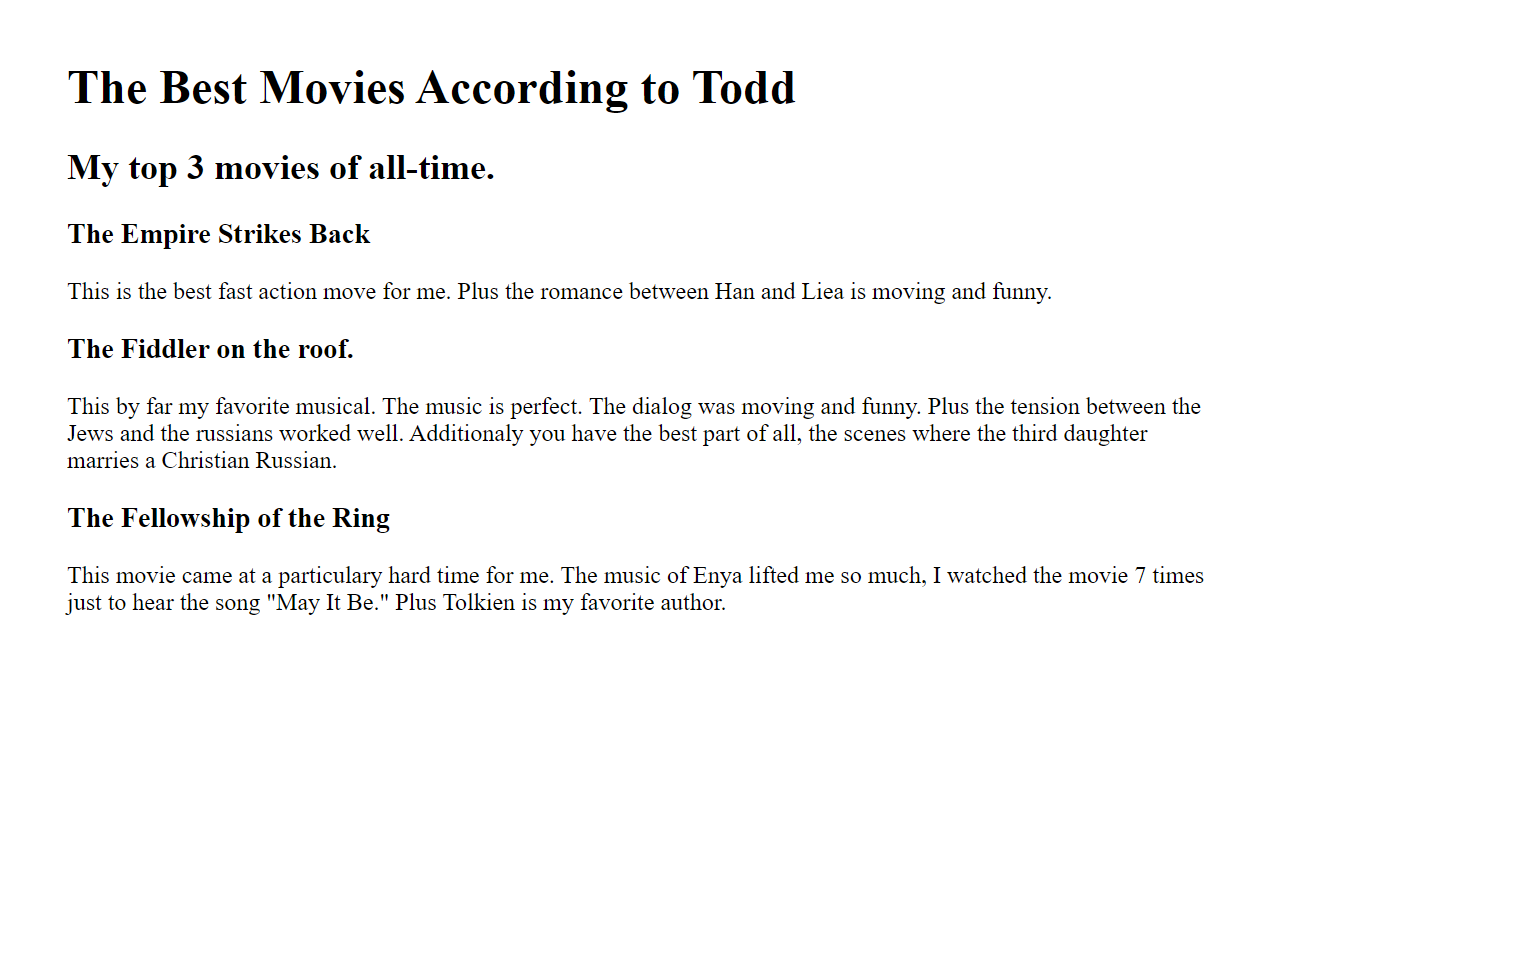 The Best Movies According to Todd
My top 3 movies of all-time.
The Empire Strikes Back
This is the best fast action move for me. Plus the romance between Han and Liea is moving and funny.
The Fiddler on the roof.
This by far my favorite musical. The music is perfect. The dialog was moving and funny. Plus the tension between the
Jews and the russians worked well. Additionaly you have the best part of all, the scenes where the third daughter
marries a Christian Russian.
The Fellowship of the Ring
This movie came at a particulary hard time for me. The music of Enya lifted me so much, I watched the movie 7 times
just to hear the song "May It Be." Plus Tolkien is my favorite author.